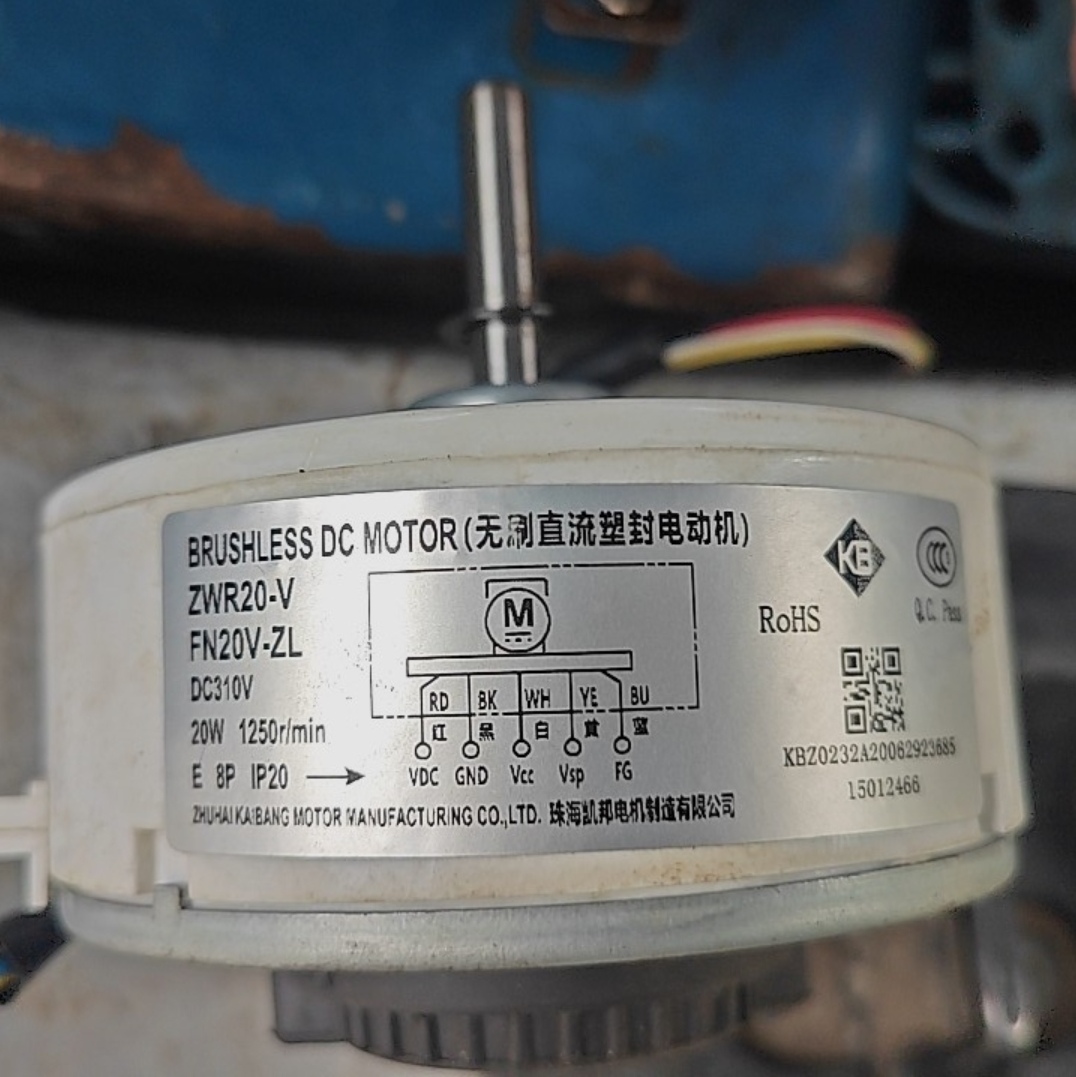 BRUSHLESS DC MOTOR (无刷直流塑封电动机)
ZWR20-V
FN20V-ZL
DC310V
20W 1250r/min
E 8P IP20
M
RD BK WH YE BU
红 黑 白 黄 蓝
VDC GND Vcc Vsp FG
ZHUHAI KAIBANG MOTOR MANUFACTURING CO.,LTD. 珠海凯邦电机制造有限公司
KB
CCC
Q.C. Pass
RoHS
KBZ0232A20062923685
15012466